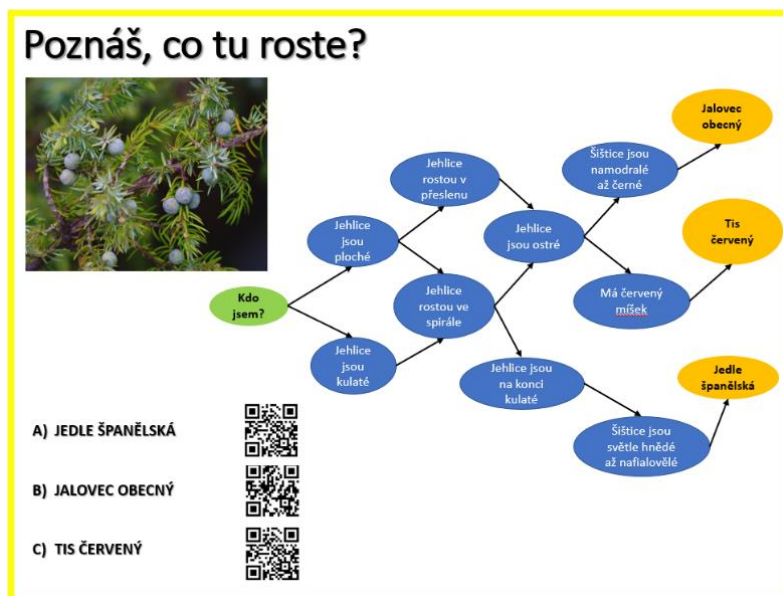 Poznáš, co tu roste?
Jalovec
obecný
Šištice jsou
namodralé
až černé
Jehlice
rostou v
přeslenu
Jehlice
jsou ostré
Tis
červený
Jehlice
jsou
ploché
Kdo
jsem?
Jehlice
rostou ve
spirále
Má červený
míšek
Jehlice
jsou
kulaté
Jehlice jsou
na konci
kulaté
Jedle
španělská
Šištice jsou
světle hnědé
až nafialovělé
A) JEDLE ŠPANĚLSKÁ
B) JALOVEC OBECNÝ
C) TIS ČERVENÝ